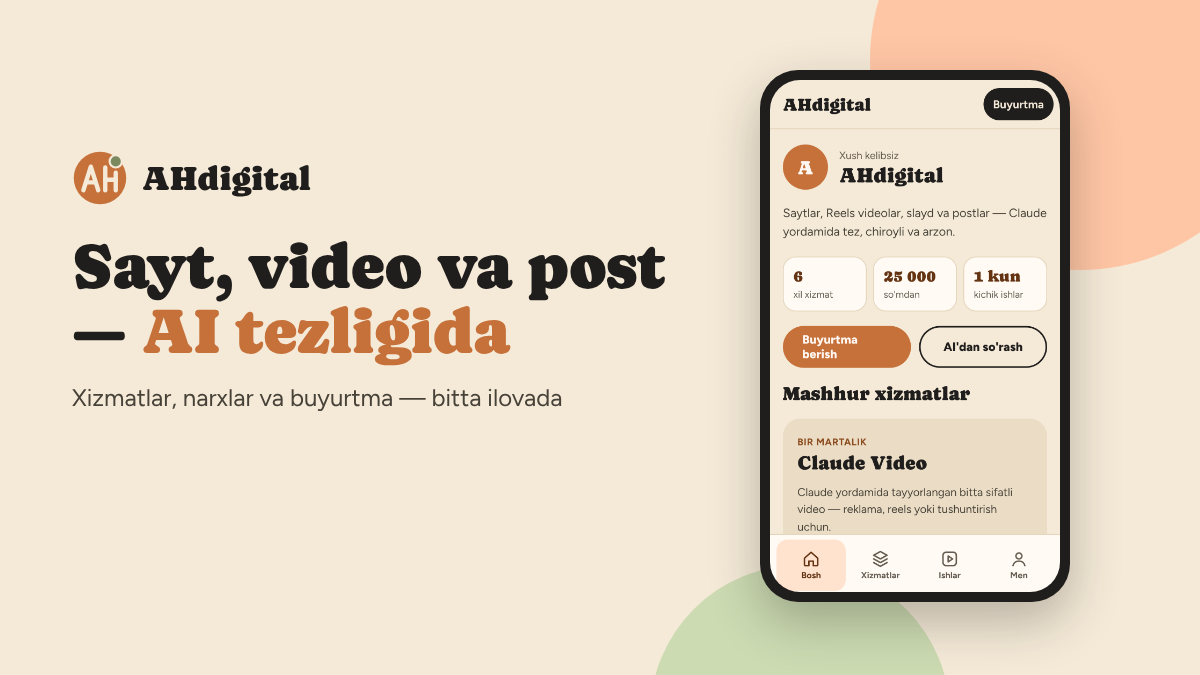 AH
AHdigital
Sayt, video va post
— AI tezligida
Xizmatlar, narxlar va buyurtma — bitta ilovada
AHdigital
Buyurtma
A
Xush kelibsiz
AHdigital
Saytlar, Reels videolar, slayd va postlar — Claude
yordamida tez, chiroyli va arzon.
6
xil xizmat
25 000
so'mdan
1 kun
kichik ishlar
Buyurtma
berish
AI'dan so'rash
Mashhur xizmatlar
BIR MARTALIK
Claude Video
Claude yordamida tayyorlangan bitta sifatli
video — reklama, reels yoki tushuntirish
uchun.
Bosh
Xizmatlar
Ishlar
Men